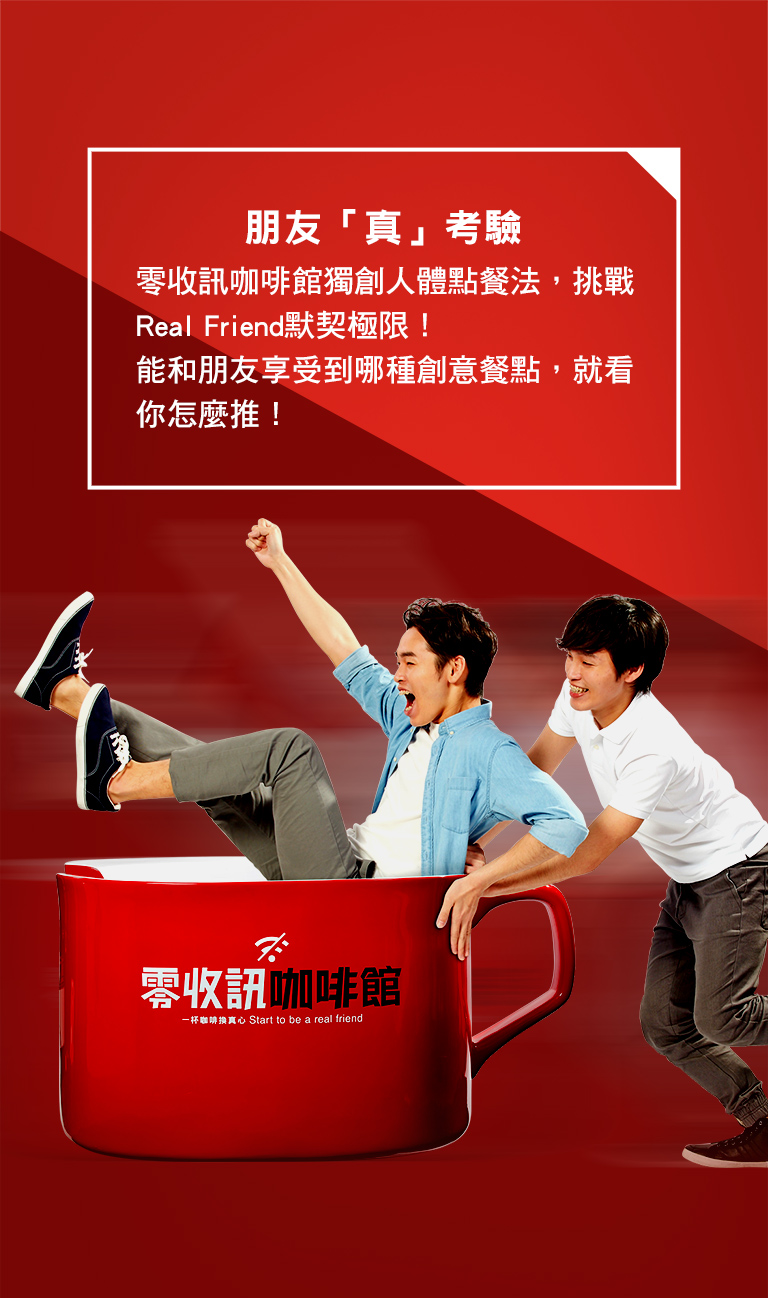 朋友「真」考驗
零收訊咖啡館獨創人體點餐法，挑戰
Real Friend默契極限！
能和朋友享受到哪種創意餐點，就看
你怎麼推！
零收訊咖啡館
一杯咖啡換真心 Start to be a real friend